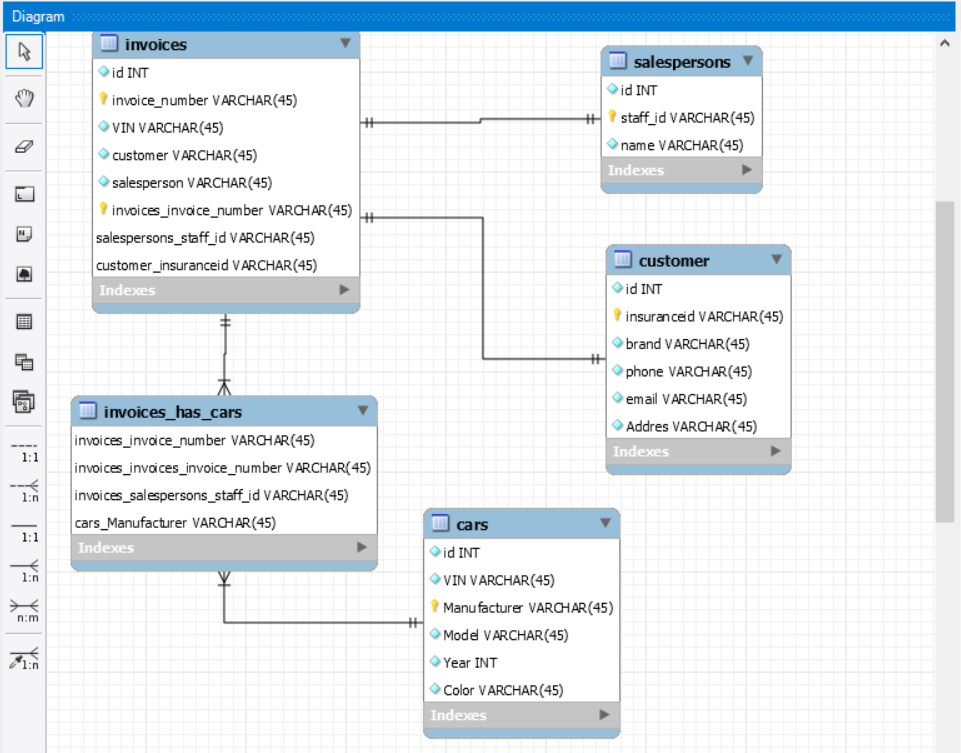 Diagram
invoices
id INT
invoice_number VARCHAR(45)
VIN VARCHAR(45)
customer VARCHAR(45)
salesperson VARCHAR(45)
invoices_invoice_number VARCHAR(45)
salespersons_staff_id VARCHAR(45)
customer_insuranceid VARCHAR(45)
Indexes
salespersons
id INT
staff_id VARCHAR(45)
name VARCHAR(45)
Indexes
customer
id INT
insuranceid VARCHAR(45)
brand VARCHAR(45)
phone VARCHAR(45)
email VARCHAR(45)
Addres VARCHAR(45)
Indexes
invoices_has_cars
invoices_invoice_number VARCHAR(45)
invoices_invoices_invoice_number VARCHAR(45)
invoices_salespersons_staff_id VARCHAR(45)
cars_Manufacturer VARCHAR(45)
Indexes
cars
id INT
VIN VARCHAR(45)
Manufacturer VARCHAR(45)
Model VARCHAR(45)
Year INT
Color VARCHAR(45)
Indexes
1:1
1:n
1:1
1:n
n:m
1:n